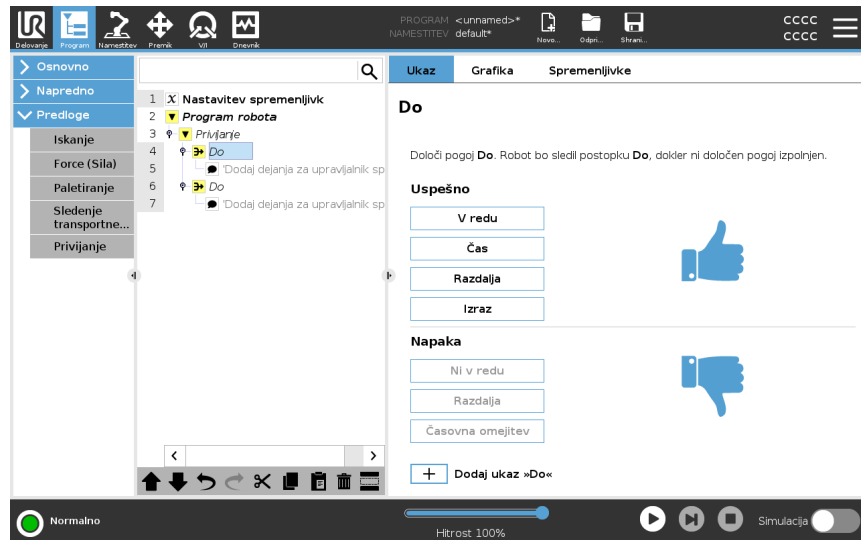 UR
PROGRAM <unnamed>*
NAMESTITEV default*
Delovanje Program Namestitev Premik V/I Dnevnik
Novo... Odpri... Shrani...
CCCC
CCCC
Osnovno
Napredno
Predloge
Iskanje
Force (Sila)
Paletiranje
Sledenje
transportne...
Privijanje
1 X Nastavitev spremenljivk
2 Program robota
3 Privijanje
4 Do
5 'Dodaj dejanja za upravljalnik sp
6 Do
7 'Dodaj dejanja za upravljalnik sp
Ukaz Grafika Spremenljivke
Do
Določi pogoj Do. Robot bo sledil postopku Do, dokler ni določen pogoj izpolnjen.
Uspešno
V redu
Čas
Razdalja
Izraz
Napaka
Ni v redu
Razdalja
Časovna omejitev
+ Dodaj ukaz »Do«
Normalno
Hitrost 100%
Simulacija